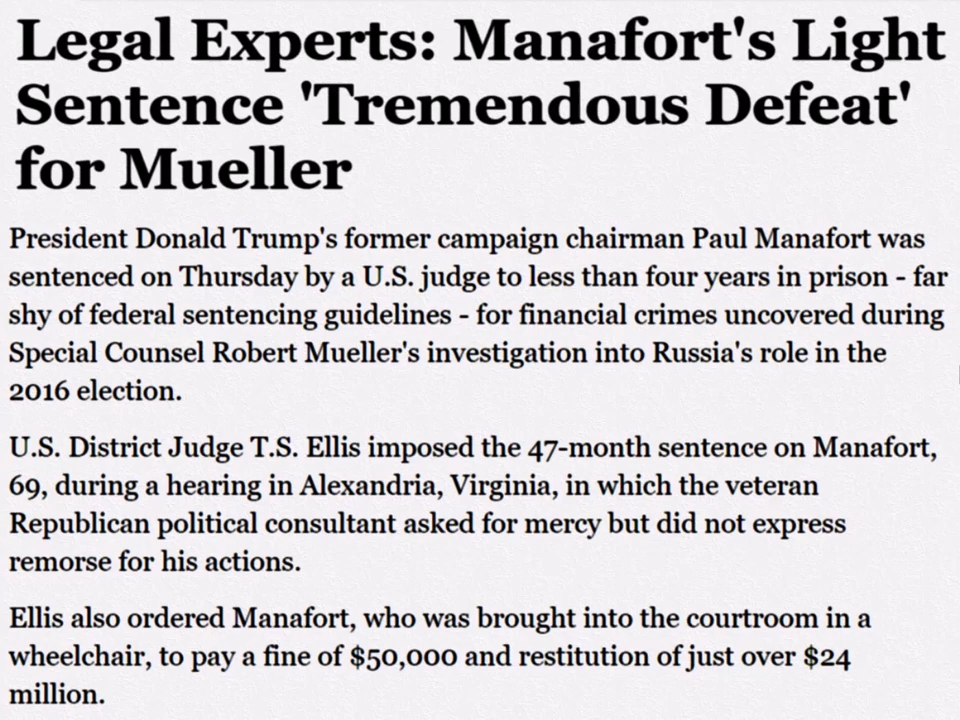 Legal Experts: Manafort's Light
Sentence 'Tremendous Defeat'
for Mueller
President Donald Trump's former campaign chairman Paul Manafort was
sentenced on Thursday by a U.S. judge to less than four years in prison - far
shy of federal sentencing guidelines - for financial crimes uncovered during
Special Counsel Robert Mueller's investigation into Russia's role in the
2016 election.
U.S. District Judge T.S. Ellis imposed the 47-month sentence on Manafort,
69, during a hearing in Alexandria, Virginia, in which the veteran
Republican political consultant asked for mercy but did not express
remorse for his actions.
Ellis also ordered Manafort, who was brought into the courtroom in a
wheelchair, to pay a fine of $50,000 and restitution of just over $24
million.